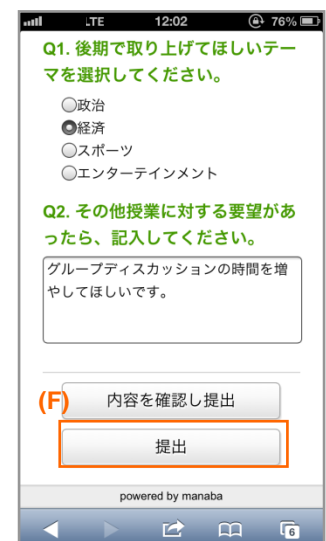 LTE 12:02 76%
Q1. 後期で取り上げてほしいテー
マを選択してください。
政治
経済
スポーツ
エンターテインメント
Q2. その他授業に対する要望があ
ったら、記入してください。
グループディスカッションの時間を増
やしてほしいです。
(F) 内容を確認し提出
提出
powered by manaba
6